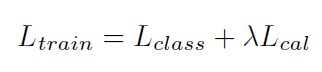 L_{train} = L_{class} + λL_{cal}